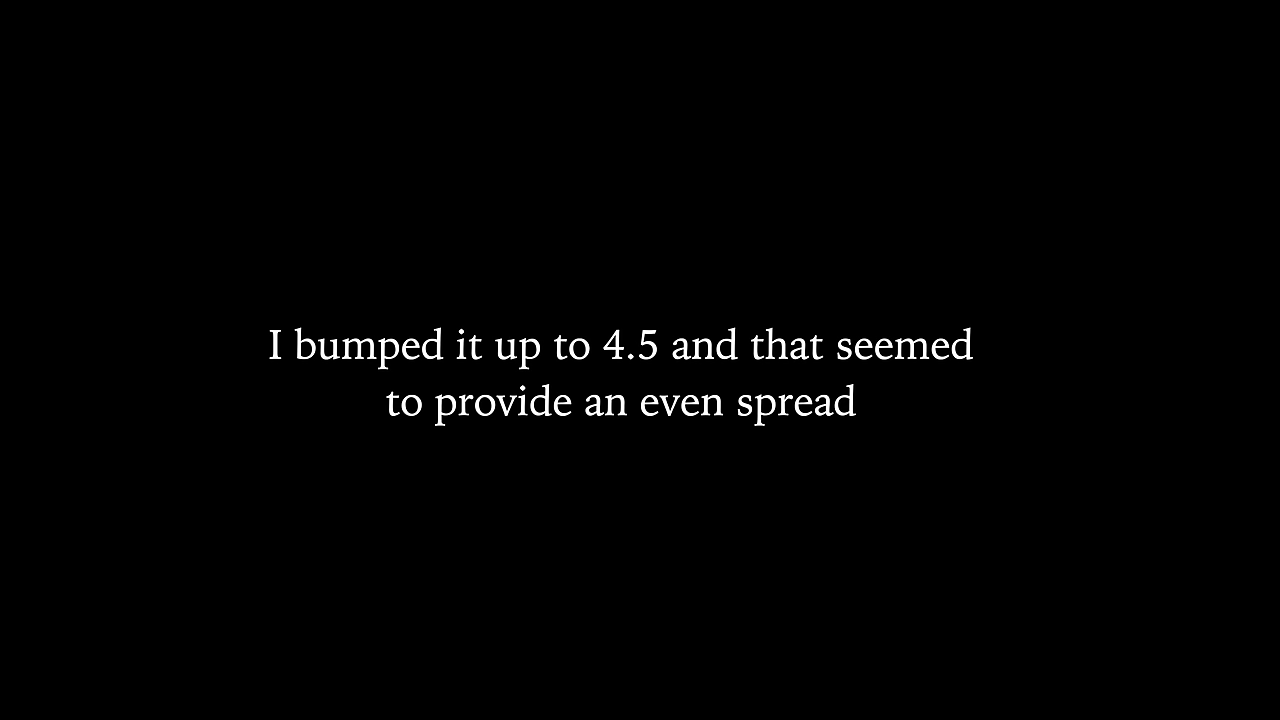 I bumped it up to 4.5 and that seemed
to provide an even spread